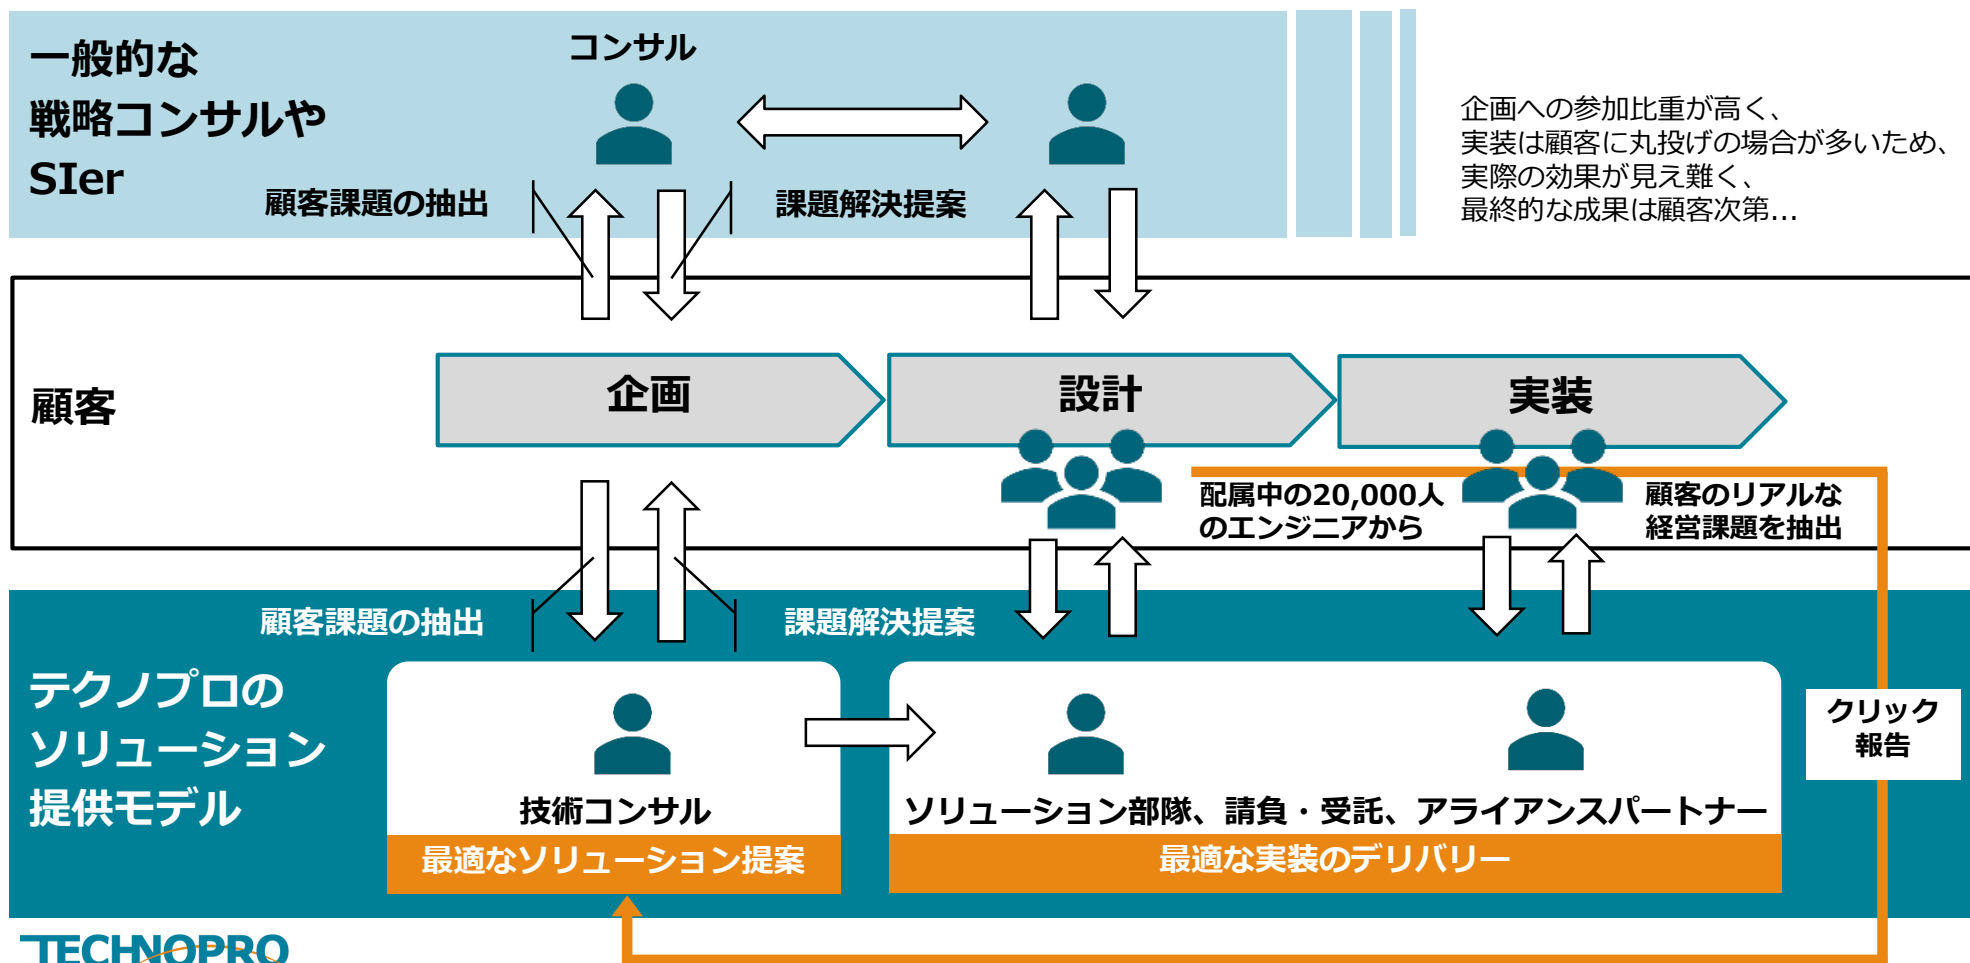 一般的な
戦略コンサルや
SIer
コンサル
顧客課題の抽出
課題解決提案
企画への参加比重が高く、
実装は顧客に丸投げの場合が多いため、
実際の効果が見え難く、
最終的な成果は顧客次第…
顧客
企画
設計
実装
配属中の20,000人
のエンジニアから
顧客のリアルな
経営課題を抽出
顧客課題の抽出
課題解決提案
テクノプロの
ソリューション
提供モデル
技術コンサル
最適なソリューション提案
ソリューション部隊、請負・受託、アライアンスパートナー
最適な実装のデリバリー
クリック
報告
TECHNOPRO